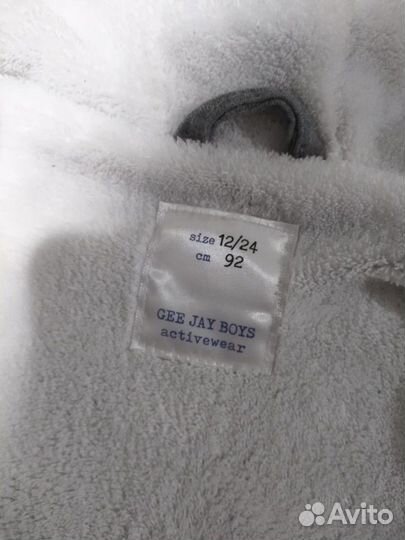 size 12/24
cm 92
GEE JAY BOYS
activewear
Avito